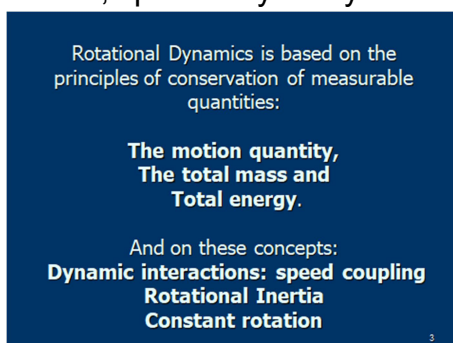 Rotational Dynamics is based on the
principles of conservation of measurable
quantities:
The motion quantity,
The total mass and
Total energy.
And on these concepts:
Dynamic interactions: speed coupling
Rotational Inertia
Constant rotation
3